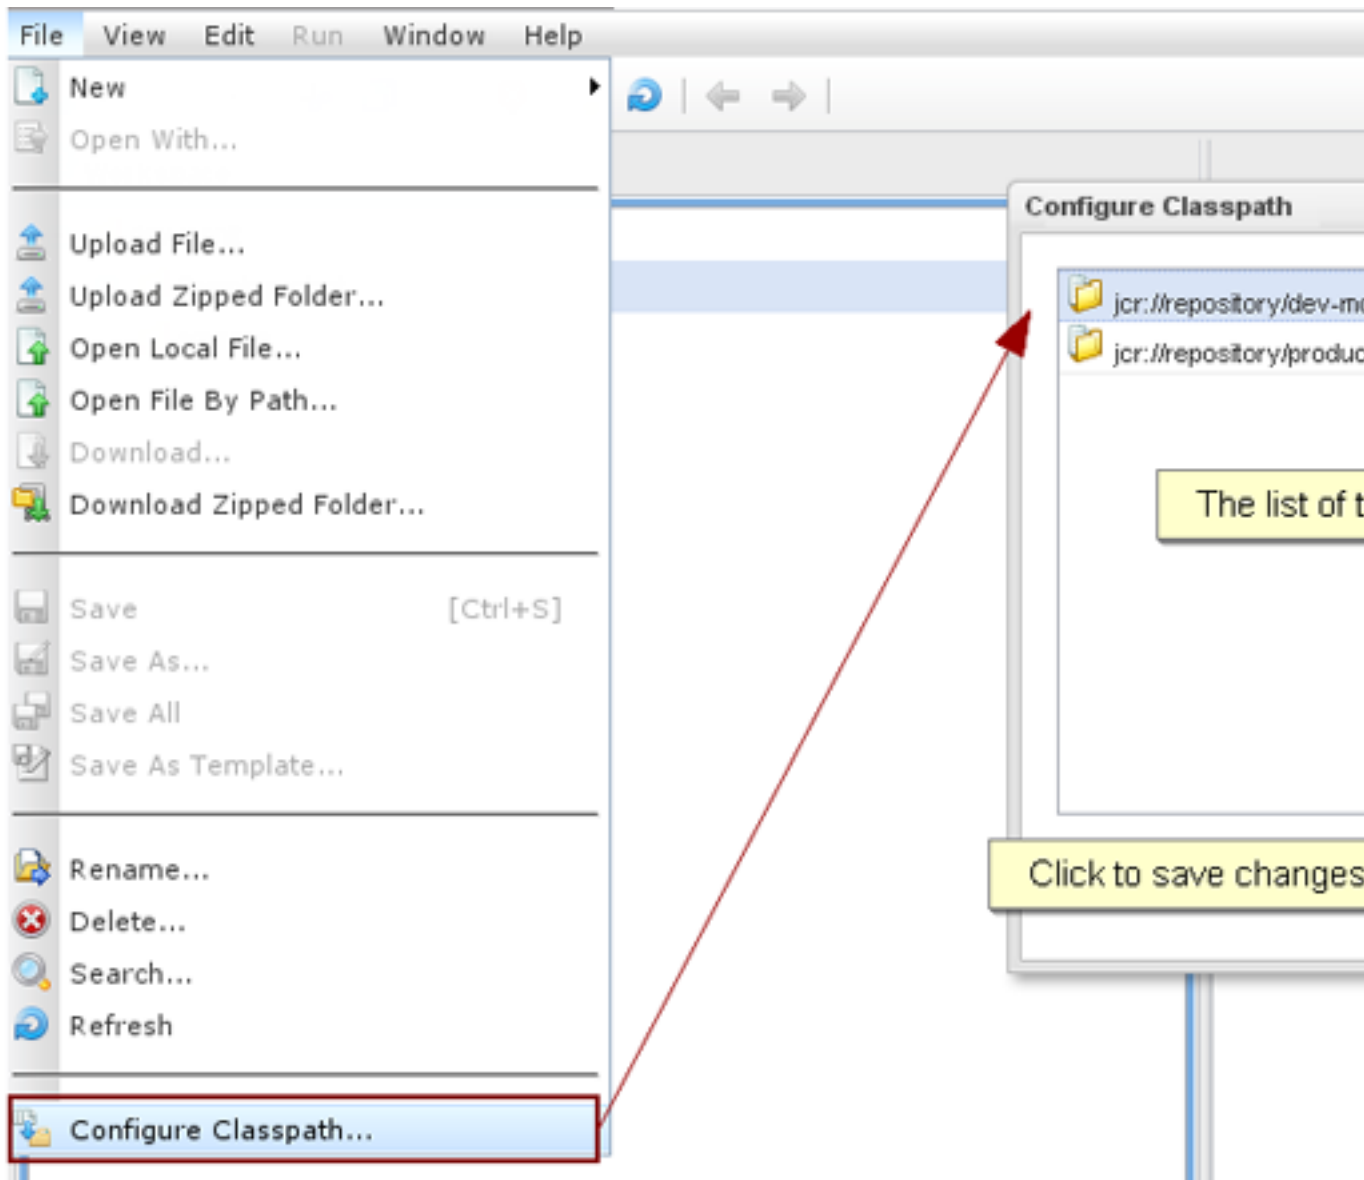 File View Edit Run Window Help
New
Open With...
Upload File...
Upload Zipped Folder...
Open Local File...
Open File By Path...
Download...
Download Zipped Folder...
Save [Ctrl+S]
Save As...
Save All
Save As Template...
Rename...
Delete...
Search...
Refresh
Configure Classpath...
Configure Classpath
jcr://repository/dev-mo
jcr://repository/produc
The list of t
Click to save changes